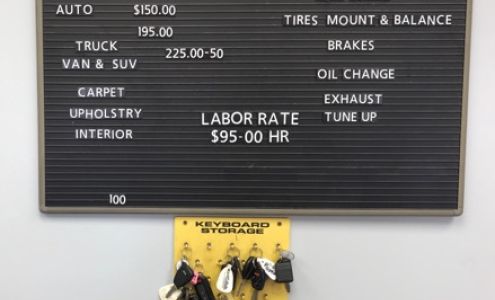 AUTO $150.00
195.00
TRUCK 225.00-50
VAN & SUV
CARPET
UPHOLSTRY
INTERIOR
100
TIRES MOUNT & BALANCE
BRAKES
OIL CHANGE
EXHAUST
TUNE UP
LABOR RATE
$95-00 HR
KEYBOARD
STORAGE